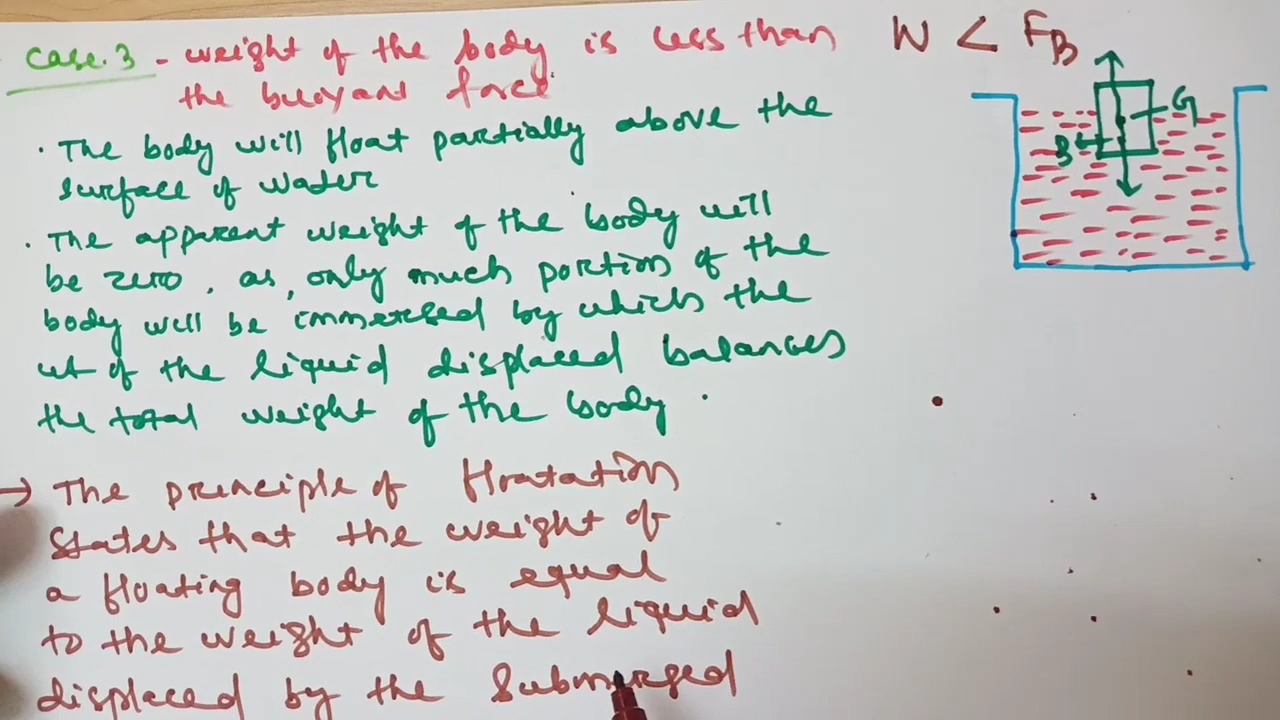 Case.3 - weight of the body is less than W < FB
the buoyant force
· The body will float partially above the
surface of water
· The apparent weight of the body will
be zero, as, only much portion of the
body will be immersed by which the
wt of the liquid displaced balances
the total weight of the body.
G
B
→ The principle of floatation
states that the weight of
a floating body is equal
to the weight of the liquid
displaced by the submerged